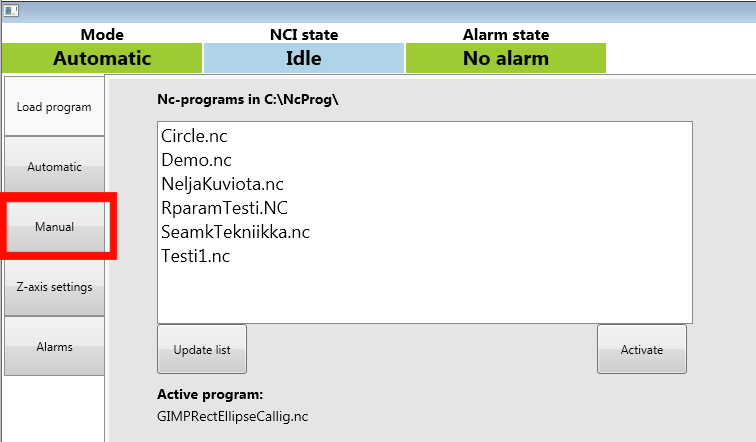 Mode NCI state Alarm state
Automatic Idle No alarm
Load program
Automatic
Manual
Z-axis settings
Alarms
Nc-programs in C:\NcProg\
Circle.nc
Demo.nc
NeljaKuviota.nc
RparamTesti.NC
SeamkTekniikka.nc
Testi1.nc
Update list Activate
Active program:
GIMPRectEllipseCallig.nc